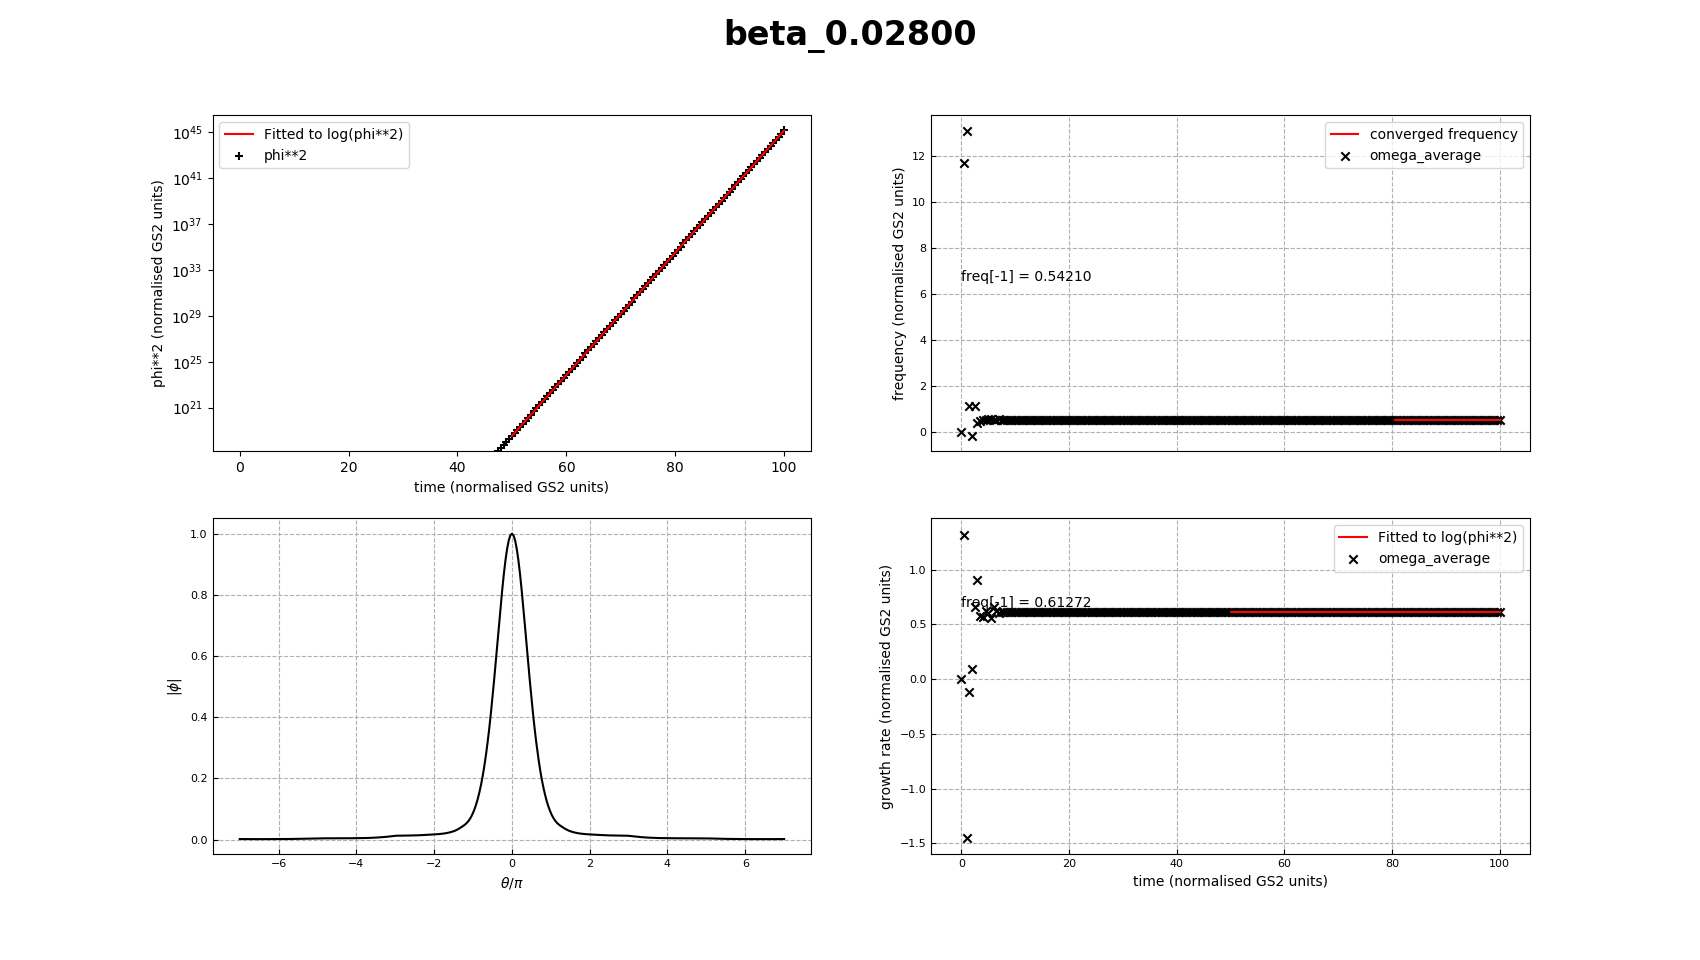 beta_0.02800
Fitted to log(phi**2)
phi**2
10^45
10^41
10^37
10^33
10^29
10^25
10^21
phi**2 (normalised GS2 units)
0 20 40 60 80 100
time (normalised GS2 units)
converged frequency
omega_average
12
10
8
6
4
2
0
frequency (normalised GS2 units)
freq[-1] = 0.54210
1.0
0.8
0.6
0.4
0.2
0.0
|ϕ|
−6 −4 −2 0 2 4 6
θ/π
Fitted to log(phi**2)
omega_average
1.0
0.5
0.0
−0.5
−1.0
−1.5
growth rate (normalised GS2 units)
freq[-1] = 0.61272
0 20 40 60 80 100
time (normalised GS2 units)